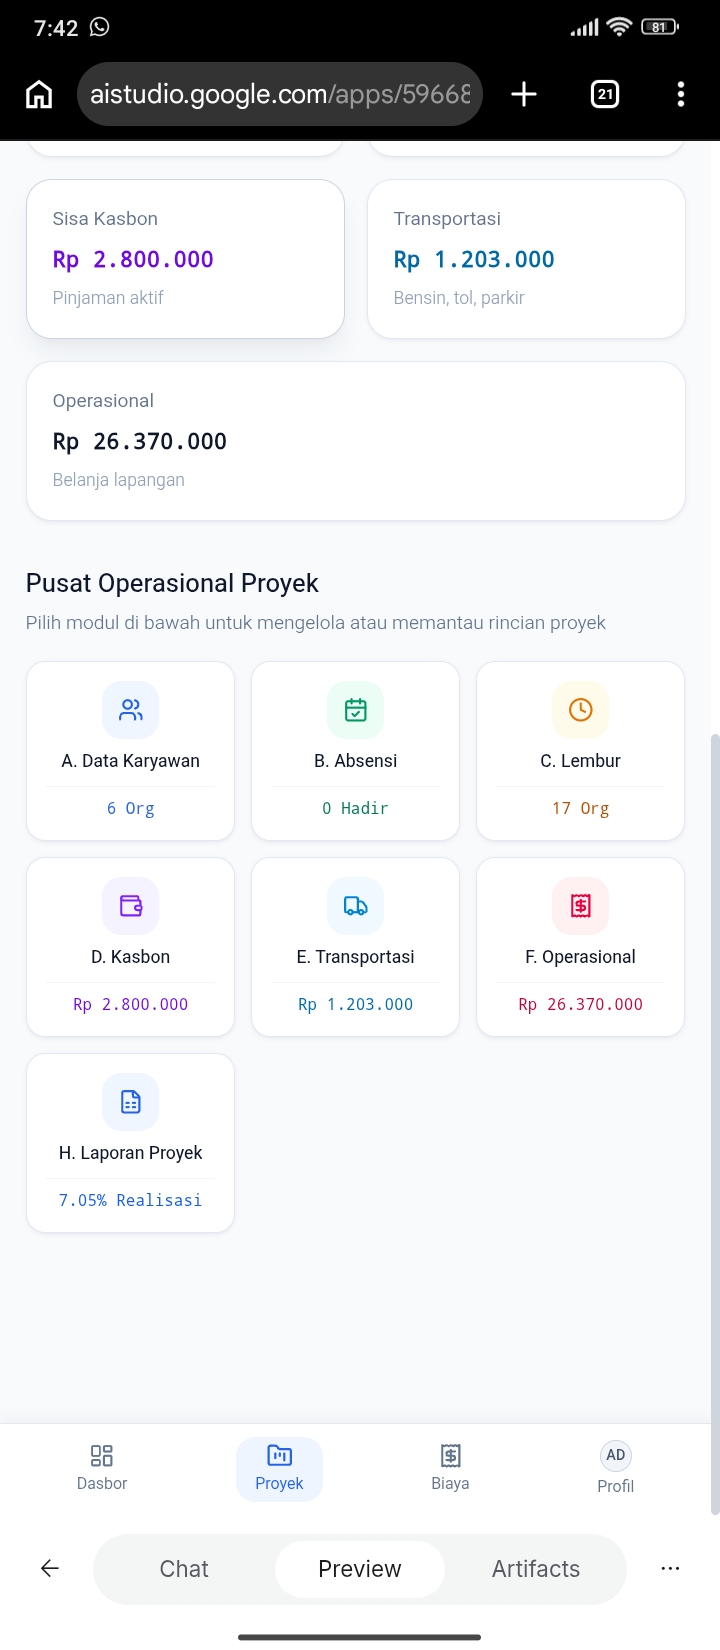 7:42
81
aistudio.google.com/apps/59668
21
Sisa Kasbon
Rp 2.800.000
Pinjaman aktif
Transportasi
Rp 1.203.000
Bensin, tol, parkir
Operasional
Rp 26.370.000
Belanja lapangan
Pusat Operasional Proyek
Pilih modul di bawah untuk mengelola atau memantau rincian proyek
A. Data Karyawan
6 Org
B. Absensi
0 Hadir
C. Lembur
17 Org
D. Kasbon
Rp 2.800.000
E. Transportasi
Rp 1.203.000
F. Operasional
Rp 26.370.000
H. Laporan Proyek
7.05% Realisasi
Dasbor
Proyek
Biaya
AD
Profil
Chat
Preview
Artifacts